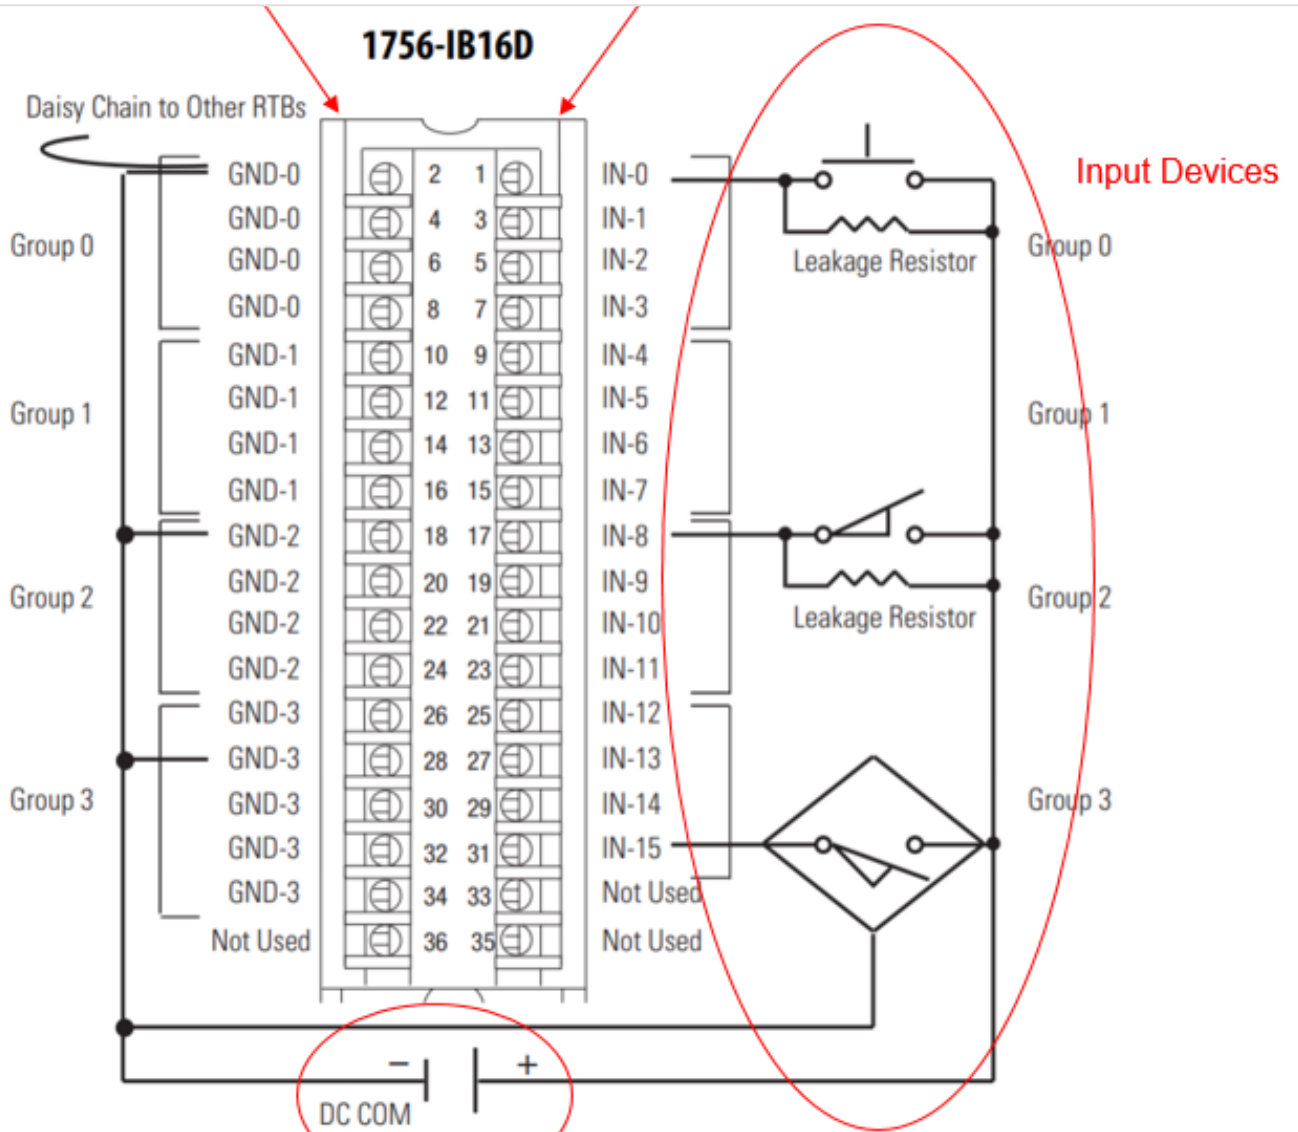 1756-IB16D
Daisy Chain to Other RTBs
Input Devices
GND-0 2 1 IN-0
GND-0 4 3 IN-1
Group 0 Group 0
GND-0 6 5 IN-2 Leakage Resistor
GND-0 8 7 IN-3
GND-1 10 9 IN-4
GND-1 12 11 IN-5
Group 1 Group 1
GND-1 14 13 IN-6
GND-1 16 15 IN-7
GND-2 18 17 IN-8
GND-2 20 19 IN-9
Group 2 Group 2
GND-2 22 21 IN-10 Leakage Resistor
GND-2 24 23 IN-11
GND-3 26 25 IN-12
GND-3 28 27 IN-13
Group 3 Group 3
GND-3 30 29 IN-14
GND-3 32 31 IN-15
GND-3 34 33 Not Used
Not Used 36 35 Not Used
− +
DC COM